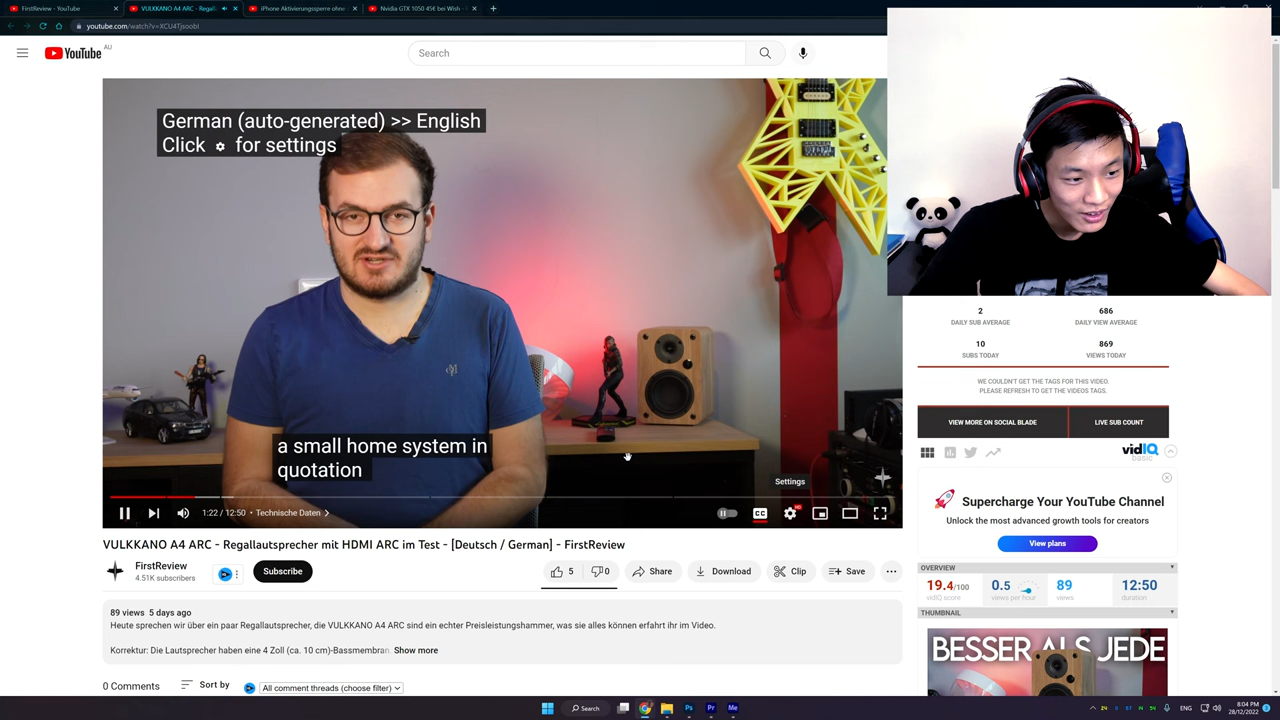 FirstReview - YouTube
VULKKANO A4 ARC - Regall
iPhone Aktivierungssperre ohne
Nvidia GTX 1050 45€ bei Wish -
youtube.com/watch?v=XCU4Tjsoobl
YouTube AU
Search
German (auto-generated) >> English
Click for settings
a small home system in
quotation
Settings
1:22 / 12:50 • Technische Daten
CC
HD
VULKKANO A4 ARC - Regallautsprecher mit HDMI ARC im Test - [Deutsch / German] - FirstReview
FirstReview
4.51K subscribers
Subscribe
5
0
Share
Download
Clip
Save
89 views 5 days ago
Heute sprechen wir über ein paar Regallautsprecher, die VULKKANO A4 ARC sind ein echter Preisleistungshammer, was sie alles können erfahrt ihr im Video.
Korrektur: Die Lautsprecher haben eine 4 Zoll (ca. 10 cm)-Bassmembran. Show more
0 Comments
Sort by
All comment threads (choose filter)
2
686
DAILY SUB AVERAGE
DAILY VIEW AVERAGE
10
869
SUBS TODAY
VIEWS TODAY
WE COULDN'T GET THE TAGS FOR THIS VIDEO.
PLEASE REFRESH TO GET THE VIDEOS TAGS.
VIEW MORE ON SOCIAL BLADE
LIVE SUB COUNT
vidIQ
basic
Supercharge Your YouTube Channel
Unlock the most advanced growth tools for creators
View plans
OVERVIEW
19.4/100
0.5
89
12:50
vidIQ score
views per hour
views
duration
THUMBNAIL
BESSER ALS JEDE
Search
Ps
Pr
Me
ENG
8:04 PM
28/12/2022